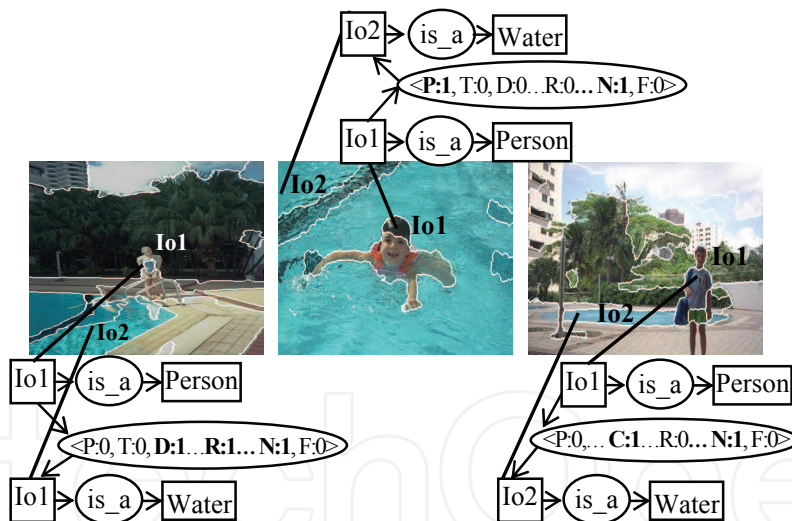 Io2 is_a Water
<P:1, T:0, D:0…R:0… N:1, F:0>
Io1 is_a Person
Io2
Io1
Io1
Io2
Io1
Io2
Io1 is_a Person
<P:0, T:0, D:1…R:1… N:1, F:0>
Io1 is_a Water
Io1 is_a Person
<P:0,… C:1…R:0… N:1, F:0>
Io2 is_a Water